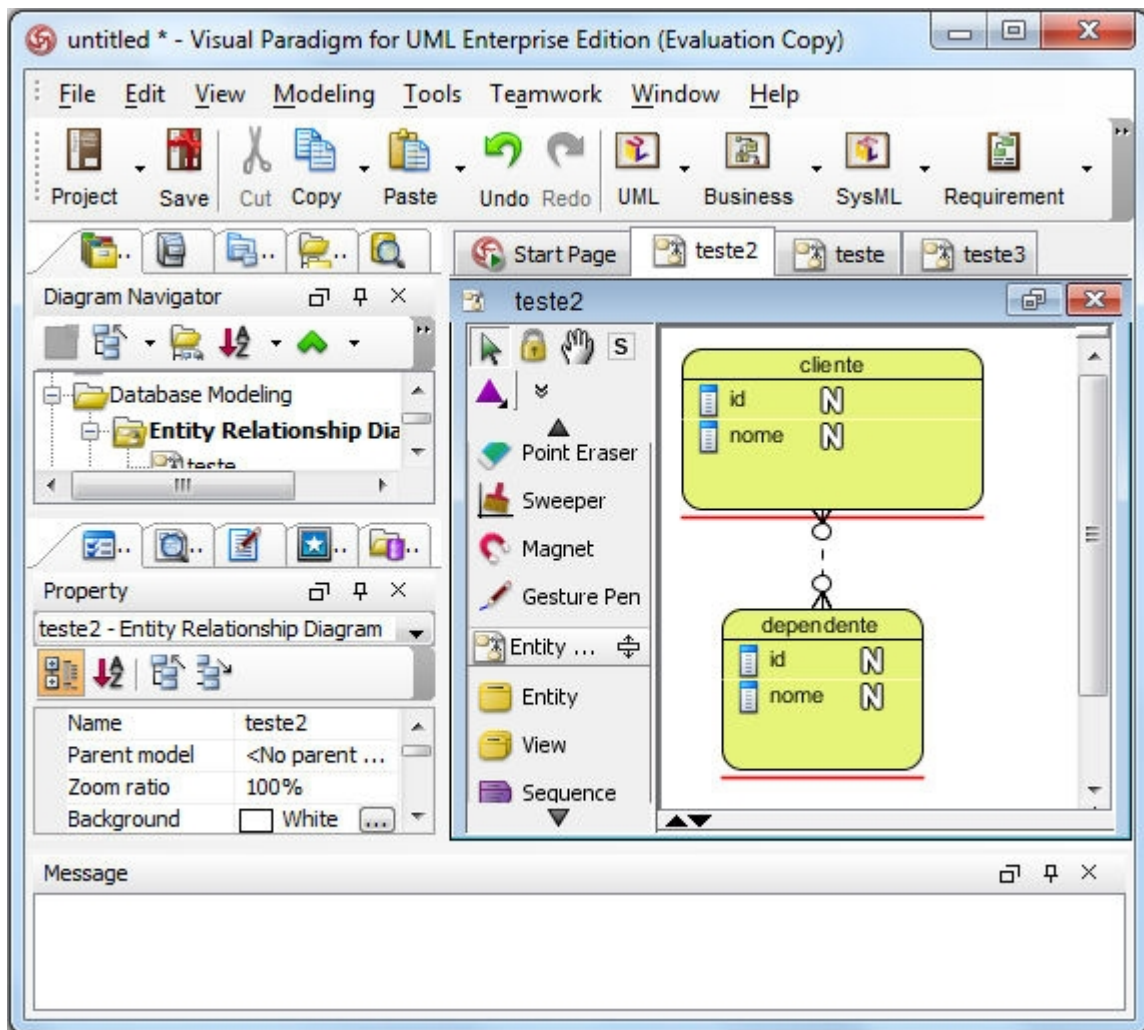 untitled * - Visual Paradigm for UML Enterprise Edition (Evaluation Copy)
File Edit View Modeling Tools Teamwork Window Help
Project Save Cut Copy Paste Undo Redo UML Business SysML Requirement
Start Page teste2 teste teste3
Diagram Navigator
Database Modeling
Entity Relationship Dia
teste
Property
teste2 - Entity Relationship Diagram
Name teste2
Parent model <No parent ...
Zoom ratio 100%
Background White ...
teste2
S
Point Eraser
Sweeper
Magnet
Gesture Pen
Entity ...
Entity
View
Sequence
cliente
id N
nome N
dependente
id N
nome N
Message